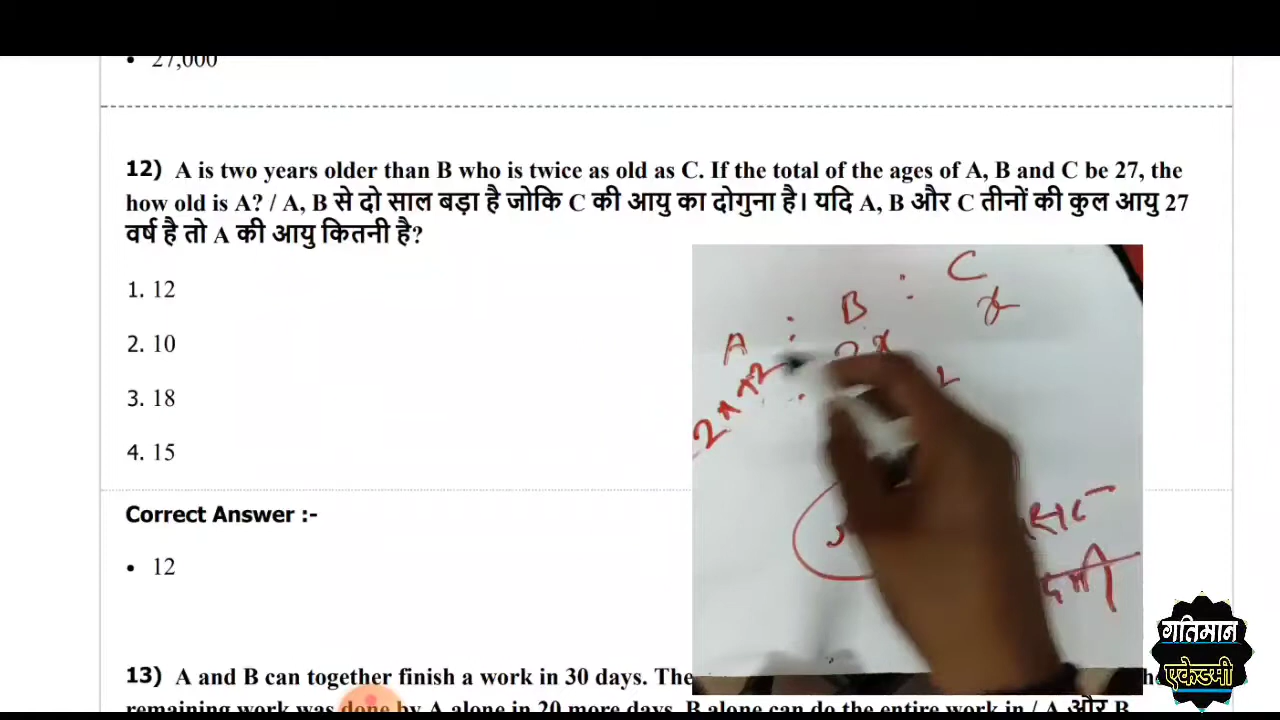 • 27,000
12) A is two years older than B who is twice as old as C. If the total of the ages of A, B and C be 27, the
how old is A? / A, B से दो साल बड़ा है जोकि C की आयु का दोगुना है। यदि A, B और C तीनों की कुल आयु 27
वर्ष है तो A की आयु कितनी है?
1. 12
2. 10
3. 18
4. 15
Correct Answer :-
• 12
A : B : C
2x+2 2x x
13) A and B can together finish a work in 30 days. The
remaining work was done by A alone in 20 more days. B alone can do the entire work in / A और B
गतिमान
एकेडमी